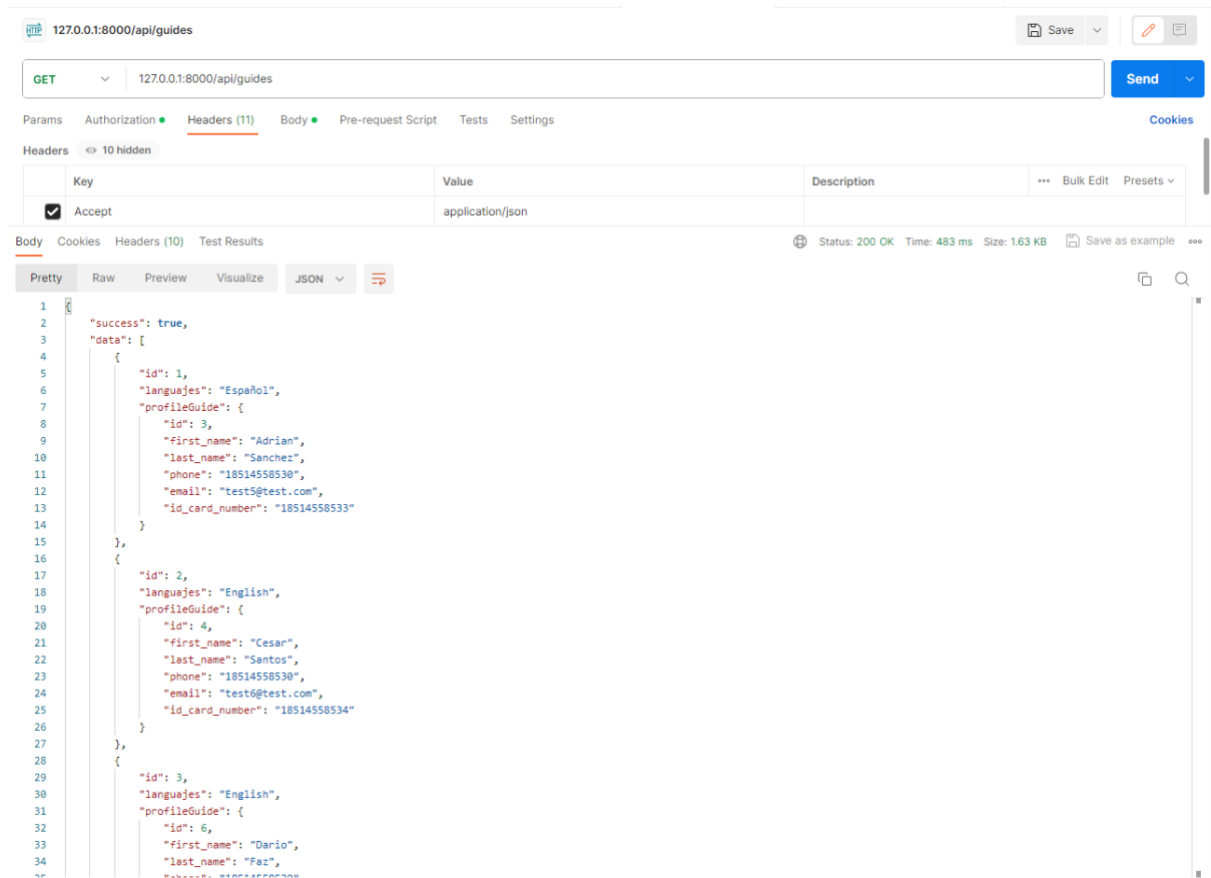 HTTP 127.0.0.1:8000/api/guides Save
GET 127.0.0.1:8000/api/guides Send
Params Authorization Headers (11) Body Pre-request Script Tests Settings Cookies
Headers 10 hidden
Key Value Description Bulk Edit Presets
Accept application/json
Body Cookies Headers (10) Test Results Status: 200 OK Time: 483 ms Size: 1.63 KB Save as example
Pretty Raw Preview Visualize JSON
1 {
2 "success": true,
3 "data": [
4 {
5 "id": 1,
6 "languajes": "Español",
7 "profileGuide": {
8 "id": 3,
9 "first_name": "Adrian",
10 "last_name": "Sanchez",
11 "phone": "18514558530",
12 "email": "test5@test.com",
13 "id_card_number": "18514558533"
14 }
15 },
16 {
17 "id": 2,
18 "languajes": "English",
19 "profileGuide": {
20 "id": 4,
21 "first_name": "Cesar",
22 "last_name": "Santos",
23 "phone": "18514558530",
24 "email": "test6@test.com",
25 "id_card_number": "18514558534"
26 }
27 },
28 {
29 "id": 3,
30 "languajes": "English",
31 "profileGuide": {
32 "id": 6,
33 "first_name": "Dario",
34 "last_name": "Faz",